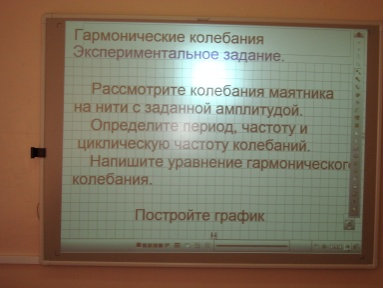 Гармонические колебания
Экспериментальное задание.
Рассмотрите колебания маятника
на нити с заданной амплитудой.
Определите период, частоту и
циклическую частоту колебаний.
Напишите уравнение гармонического
колебания.
Постройте график